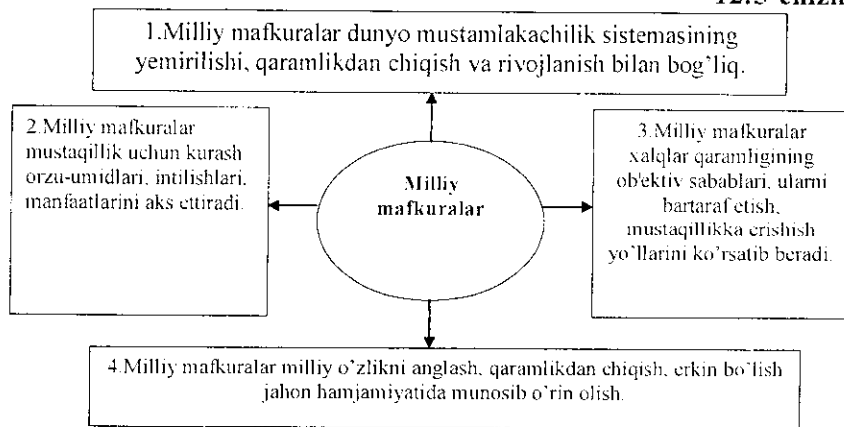 1.Milliy mafkuralar dunyo mustamlakachilik sistemasining
yemirilishi, qaramlikdan chiqish va rivojlanish bilan bog'liq.
2.Milliy mafkuralar
mustaqillik uchun kurash
orzu-umidlari, intilishlari,
manfaatlarini aks ettiradi.
Milliy
mafkuralar
3.Milliy mafkuralar
xalqlar qaramligining
ob'ektiv sabablari, ularni
bartaraf etish,
mustaqillikka erishish
yo'llarini ko'rsatib beradi.
4.Milliy mafkuralar milliy o'zlikni anglash, qaramlikdan chiqish, erkin bo'lish
jahon hamjamiyatida munosib o'rin olish.